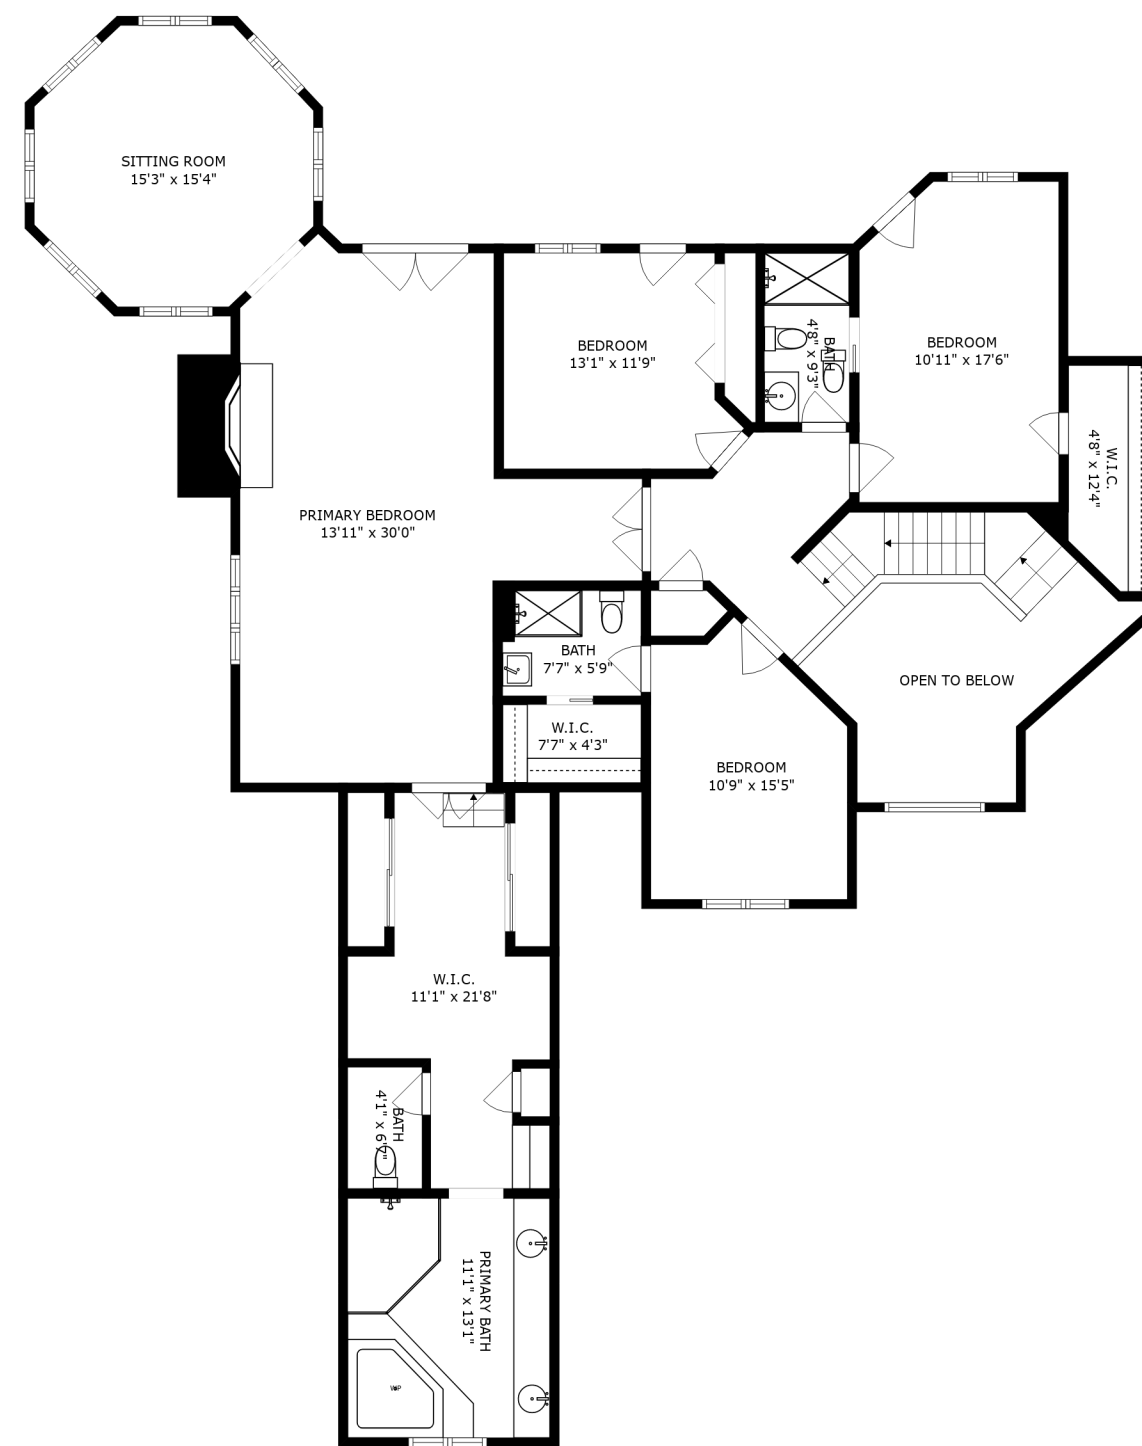 SITTING ROOM
15'3" x 15'4"
BEDROOM
13'1" x 11'9"
BATH
4'8" x 9'3"
BEDROOM
10'11" x 17'6"
W.I.C.
4'8" x 12'4"
PRIMARY BEDROOM
13'11" x 30'0"
BATH
7'7" x 5'9"
W.I.C.
7'7" x 4'3"
OPEN TO BELOW
BEDROOM
10'9" x 15'5"
W.I.C.
11'1" x 21'8"
BATH
4'1" x 6'7"
PRIMARY BATH
11'1" x 13'1"